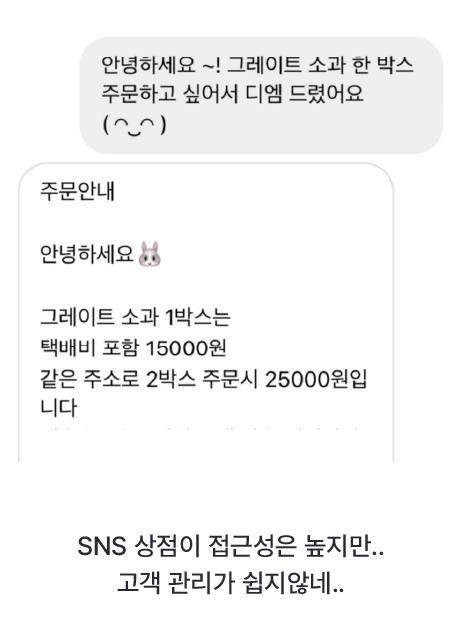 안녕하세요 ~! 그레이트 소과 한 박스
주문하고 싶어서 디엠 드렸어요
( ◠‿◠ )
주문안내
안녕하세요🐰
그레이트 소과 1박스는
택배비 포함 15000원
같은 주소로 2박스 주문시 25000원입
니다
SNS 상점이 접근성은 높지만..
고객 관리가 쉽지않네..